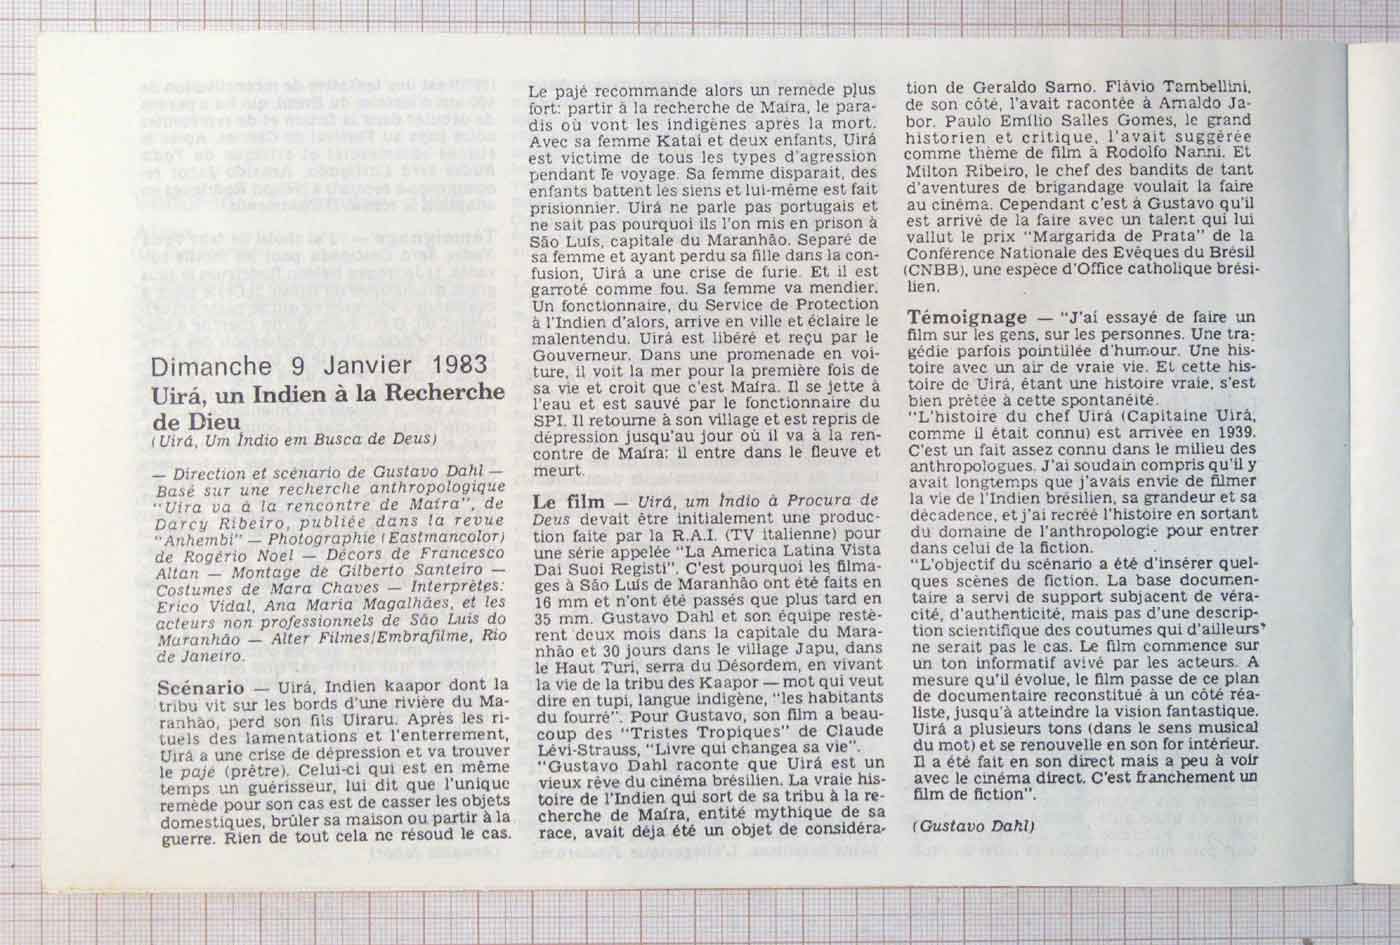 Dimanche 9 Janvier 1983
Uirá, un Indien à la Recherche
de Dieu
(Uirá, Um Índio em Busca de Deus)
— Direction et scénario de Gustavo Dahl —
Basé sur une recherche anthropologique
"Uira va à la rencontre de Maíra", de
Darcy Ribeiro, publiée dans la revue
"Anhembi" — Photographie (Eastmancolor)
de Rogério Noel — Décors de Francesco
Altan — Montage de Gilberto Santeiro —
Costumes de Mara Chaves — Interprètes:
Erico Vidal, Ana Maria Magalhães, et les
acteurs non professionnels de São Luis do
Maranhão — Alter Filmes/Embrafilme, Rio
de Janeiro.
Scénario — Uirá, Indien kaapor dont la
tribu vit sur les bords d'une rivière du Ma-
ranhão, perd son fils Uiraru. Après les ri-
tuels des lamentations et l'enterrement,
Uirá a une crise de dépression et va trouver
le pajé (prêtre). Celui-ci qui est en même
temps un guérisseur, lui dit que l'unique
remède pour son cas est de casser les objets
domestiques, brûler sa maison ou partir à la
guerre. Rien de tout cela ne résoud le cas.
Le pajé recommande alors un remède plus
fort: partir à la recherche de Maíra, le para-
dis où vont les indigènes après la mort.
Avec sa femme Katai et deux enfants, Uirá
est victime de tous les types d'agression
pendant le voyage. Sa femme disparait, des
enfants battent les siens et lui-même est fait
prisionnier. Uirá ne parle pas portugais et
ne sait pas pourquoi ils l'on mis en prison à
São Luís, capitale du Maranhão. Separé de
sa femme et ayant perdu sa fille dans la con-
fusion, Uirá a une crise de furie. Et il est
garroté comme fou. Sa femme va mendier.
Un fonctionnaire, du Service de Protection
à l'Indien d'alors, arrive en ville et éclaire le
malentendu. Uirá est libéré et reçu par le
Gouverneur. Dans une promenade en voi-
ture, il voit la mer pour la première fois de
sa vie et croit que c'est Maíra. Il se jette à
l'eau et est sauvé par le fonctionnaire du
SPI. Il retourne à son village et est repris de
dépression jusqu'au jour où il va à la ren-
contre de Maíra: il entre dans le fleuve et
meurt.
Le film — Uirá, um Índio à Procura de
Deus devait être initialement une produc-
tion faite par la R.A.I. (TV italienne) pour
une série appelée "La America Latina Vista
Dai Suoi Registi". C'est pourquoi les filma-
ges à São Luis de Maranhão ont été faits en
16 mm et n'ont été passés que plus tard en
35 mm. Gustavo Dahl et son équipe restè-
rent deux mois dans la capitale du Mara-
nhão et 30 jours dans le village Japu, dans
le Haut Turi, serra du Désordem, en vivant
la vie de la tribu des Kaapor — mot qui veut
dire en tupi, langue indigène, "les habitants
du fourré". Pour Gustavo, son film a beau-
coup des "Tristes Tropiques" de Claude
Lévi-Strauss, "Livre qui changea sa vie".
"Gustavo Dahl raconte que Uirá est un
vieux rêve du cinéma brésilien. La vraie his-
toire de l'Indien qui sort de sa tribu à la re-
cherche de Maíra, entité mythique de sa
race, avait déja été un objet de considéra-
tion de Geraldo Sarno. Flávio Tambellini,
de son côté, l'avait racontée à Arnaldo Ja-
bor. Paulo Emílio Salles Gomes, le grand
historien et critique, l'avait suggérée
comme thème de film à Rodolfo Nanni. Et
Milton Ribeiro, le chef des bandits de tant
d'aventures de brigandage voulait la faire
au cinéma. Cependant c'est à Gustavo qu'il
est arrivé de la faire avec un talent qui lui
vallut le prix "Margarida de Prata" de la
Conférence Nationale des Evêques du Brésil
(CNBB), une espèce d'Office catholique brési-
lien.
Témoignage — "J'ai essayé de faire un
film sur les gens, sur les personnes. Une tra-
gédie parfois pointillée d'humour. Une his-
toire avec un air de vraie vie. Et cette his-
toire de Uirá, étant une histoire vraie, s'est
bien prêtée à cette spontanéité.
"L'histoire du chef Uirá (Capitaine Uirá,
comme il était connu) est arrivée en 1939.
C'est un fait assez connu dans le milieu des
anthropologues. J'ai soudain compris qu'il y
avait longtemps que j'avais envie de filmer
la vie de l'Indien brésilien, sa grandeur et sa
décadence, et j'ai recréé l'histoire en sortant
du domaine de l'anthropologie pour entrer
dans celui de la fiction.
"L'objectif du scénario a été d'insérer quel-
ques scènes de fiction. La base documen-
taire a servi de support subjacent de véra-
cité, d'authenticité, mais pas d'une descrip-
tion scientifique des coutumes qui d'ailleurs
ne serait pas le cas. Le film commence sur
un ton informatif avivé par les acteurs. A
mesure qu'il évolue, le film passe de ce plan
de documentaire reconstitué à un côté réa-
liste, jusqu'à atteindre la vision fantastique.
Uirá a plusieurs tons (dans le sens musical
du mot) et se renouvelle en son for intérieur.
Il a été fait en son direct mais a peu à voir
avec le cinéma direct. C'est franchement un
film de fiction".
(Gustavo Dahl)